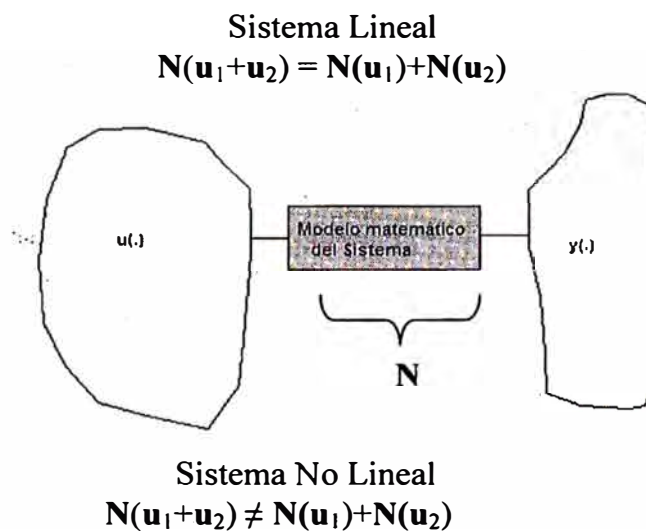 Sistema Lineal
N(u₁+u₂) = N(u₁)+N(u₂)
u(.)
Modelo matemático
del Sistema
y(.)
N
Sistema No Lineal
N(u₁+u₂) ≠ N(u₁)+N(u₂)